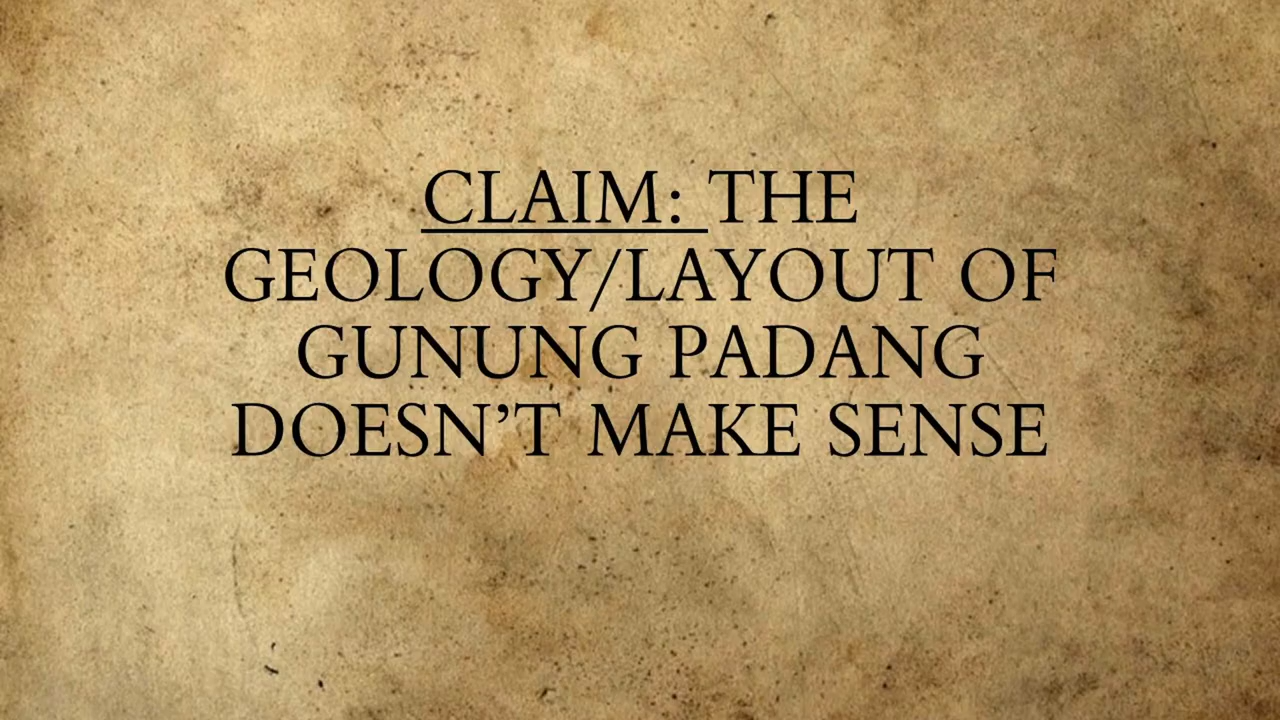 CLAIM: THE
GEOLOGY/LAYOUT OF
GUNUNG PADANG
DOESN’T MAKE SENSE